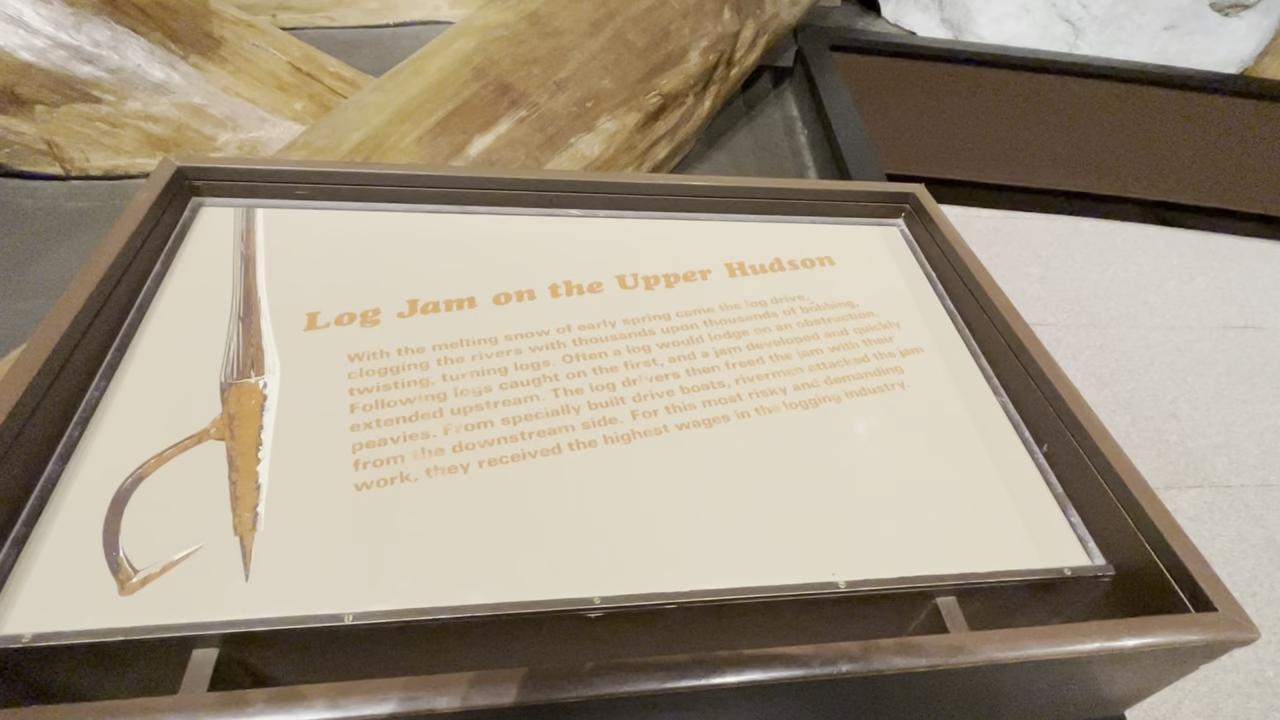 Log Jam on the Upper Hudson
With the melting snow of early spring came the log drive,
clogging the rivers with thousands upon thousands of bobbing,
twisting, turning logs. Often a log would lodge on an obstruction.
Following logs caught on the first, and a jam developed and quickly
extended upstream. The log drivers then freed the jam with their
peavies. From specially built drive boats, rivermen attacked the jam
from the downstream side. For this most risky and demanding
work, they received the highest wages in the logging industry.